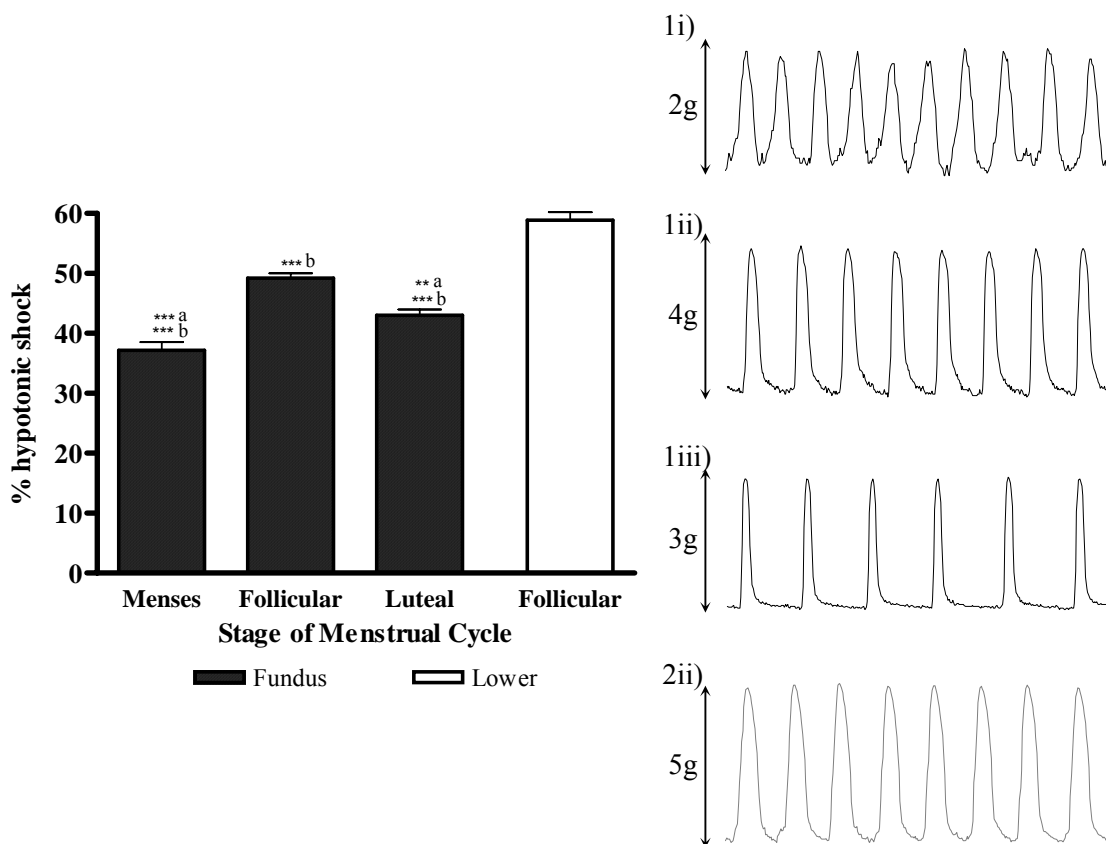 60
50
40
30
20
10
0
% hypotonic shock
*** a
*** b
*** b
** a
*** b
Menses Follicular Luteal Follicular
Stage of Menstrual Cycle
Fundus Lower
1i)
2g
1ii)
4g
1iii)
3g
2ii)
5g